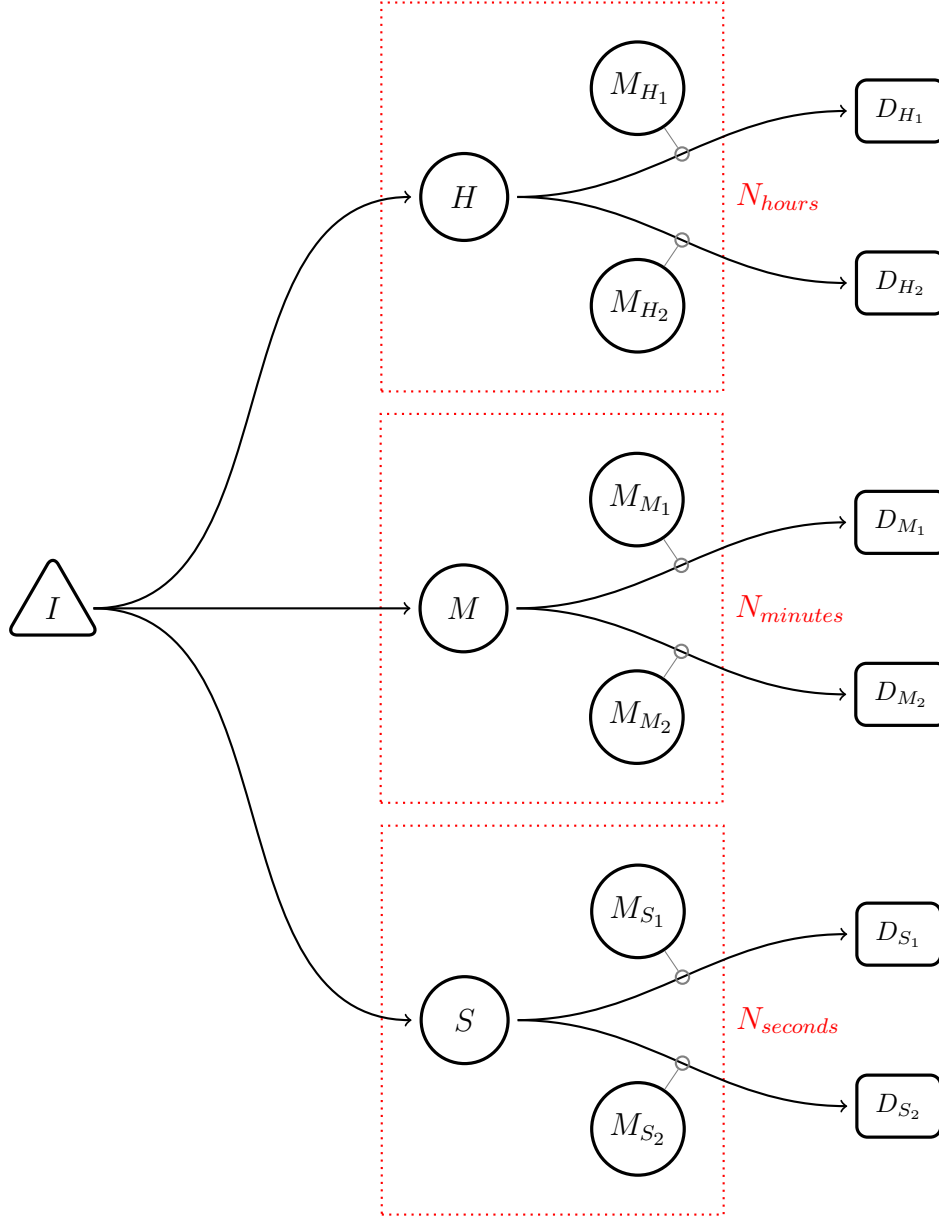 M_{H_1}
D_{H_1}
H
N_{hours}
M_{H_2}
D_{H_2}
M_{M_1}
D_{M_1}
I
M
N_{minutes}
M_{M_2}
D_{M_2}
M_{S_1}
D_{S_1}
S
N_{seconds}
M_{S_2}
D_{S_2}